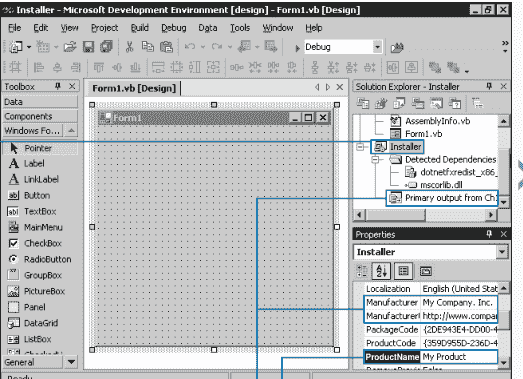 Installer - Microsoft Development Environment [design] - Form1.vb [Design]
File Edit View Project Build Debug Data Tools Window Help
Debug
Toolbox
Data
Components
Windows Fo...
Pointer
A Label
A LinkLabel
ab Button
abl TextBox
MainMenu
CheckBox
RadioButton
GroupBox
PictureBox
Panel
DataGrid
ListBox
General
Ready
Form1.vb [Design]
Form1
Solution Explorer - Installer
AssemblyInfo.vb
Form1.vb
Installer
Detected Dependencies
dotnetfxredist_x86_
mscorlib.dll
Primary output from Ch
Properties
Installer
Localization English (United Stat
Manufacturer My Company. Inc.
Manufacturer http://www.compar
PackageCode {2DE943E4-DD00-4
ProductCode {359D955D-236D-4
ProductName My Product